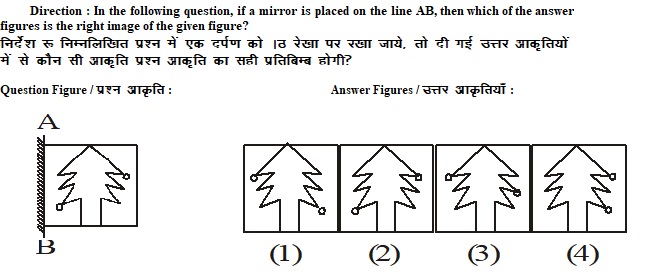 Direction : In the following question, if a mirror is placed on the line AB, then which of the answer
figures is the right image of the given figure?
निर्देश रू निम्नलिखित प्रश्न में एक दर्पण को ।ठ रेखा पर रखा जाये, तो दी गई उत्तर आकृतियों
में से कौन सी आकृति प्रश्न आकृति का सही प्रतिबिम्ब होगी?
Question Figure / प्रश्न आकृति :
Answer Figures / उत्तर आकृतियाँ :
A
B
(1) (2) (3) (4)